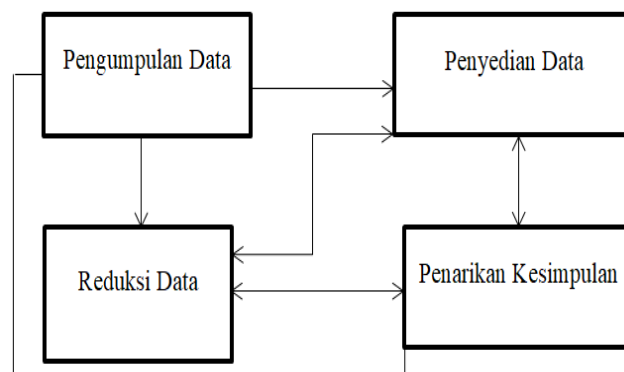 Pengumpulan Data
Penyedian Data
Reduksi Data
Penarikan Kesimpulan